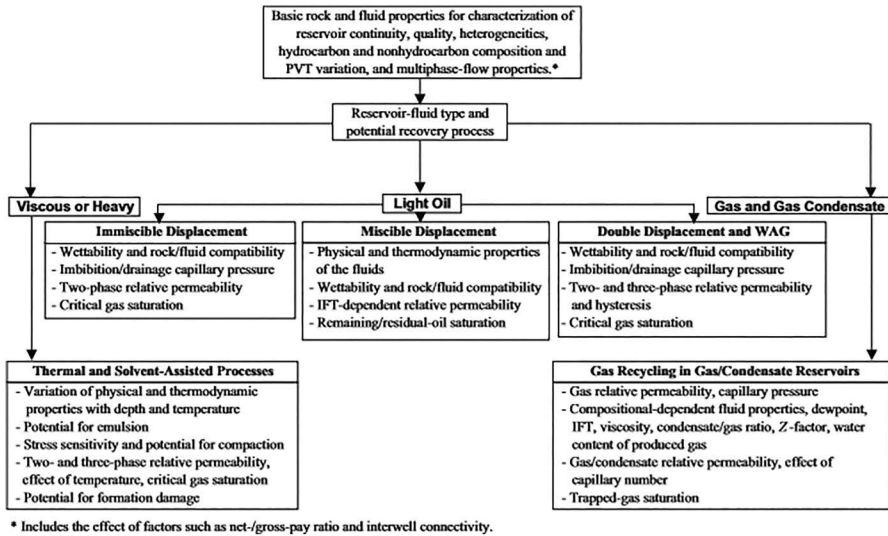 Basic rock and fluid properties for characterization of
reservoir continuity, quality, heterogeneities,
hydrocarbon and nonhydrocarbon composition and
PVT variation, and multiphase-flow properties.*
Reservoir-fluid type and
potential recovery process
Viscous or Heavy
Light Oil
Gas and Gas Condensate
Immiscible Displacement
- Wettability and rock/fluid compatibility
- Imbibition/drainage capillary pressure
- Two-phase relative permeability
- Critical gas saturation
Miscible Displacement
- Physical and thermodynamic properties
of the fluids
- Wettability and rock/fluid compatibility
- IFT-dependent relative permeability
- Remaining/residual-oil saturation
Double Displacement and WAG
- Wettability and rock/fluid compatibility
- Imbibition/drainage capillary pressure
- Two- and three-phase relative permeability
and hysteresis
- Critical gas saturation
Thermal and Solvent-Assisted Processes
- Variation of physical and thermodynamic
properties with depth and temperature
- Potential for emulsion
- Stress sensitivity and potential for compaction
- Two- and three-phase relative permeability,
effect of temperature, critical gas saturation
- Potential for formation damage
Gas Recycling in Gas/Condensate Reservoirs
- Gas relative permeability, capillary pressure
- Compositional-dependent fluid properties, dewpoint,
IFT, viscosity, condensate/gas ratio, Z-factor, water
content of produced gas
- Gas/condensate relative permeability, effect of
capillary number
- Trapped-gas saturation
* Includes the effect of factors such as net-/gross-pay ratio and interwell connectivity.